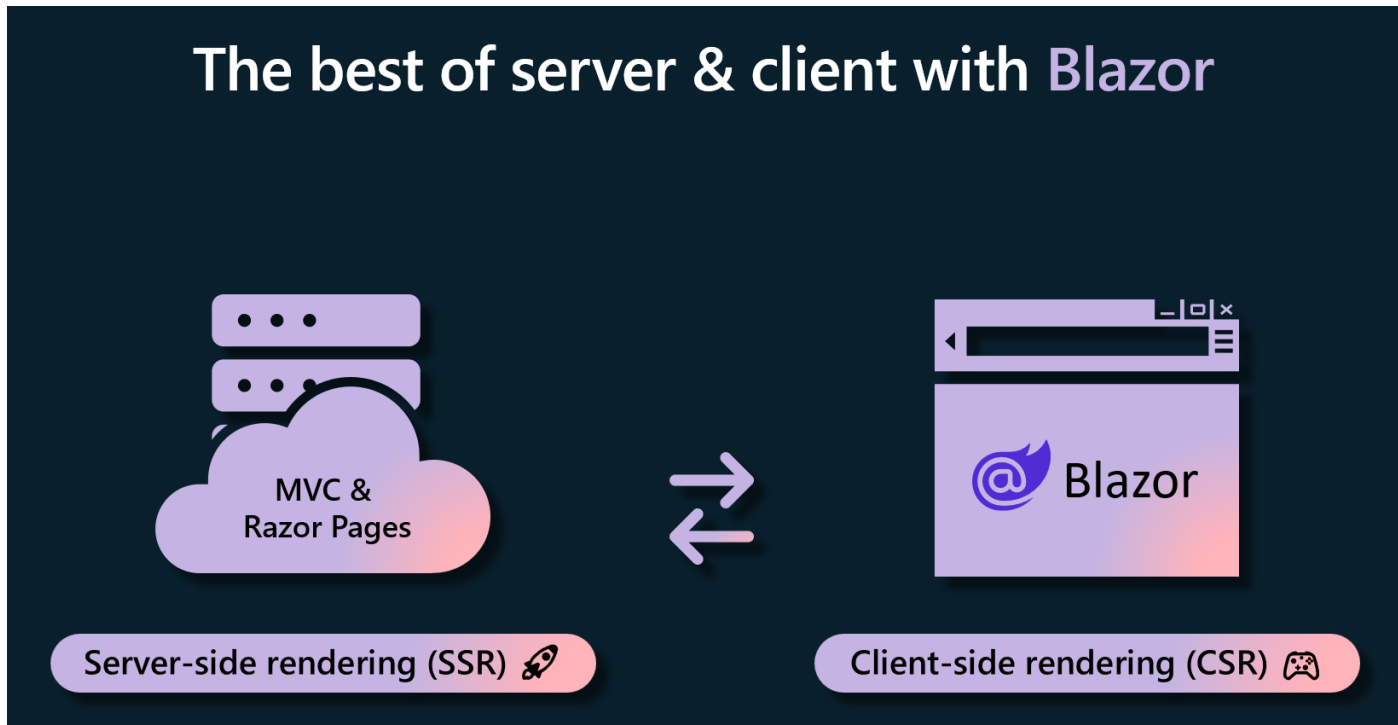 The best of server & client with Blazor
MVC &
Razor Pages
@ Blazor
Server-side rendering (SSR)
Client-side rendering (CSR)